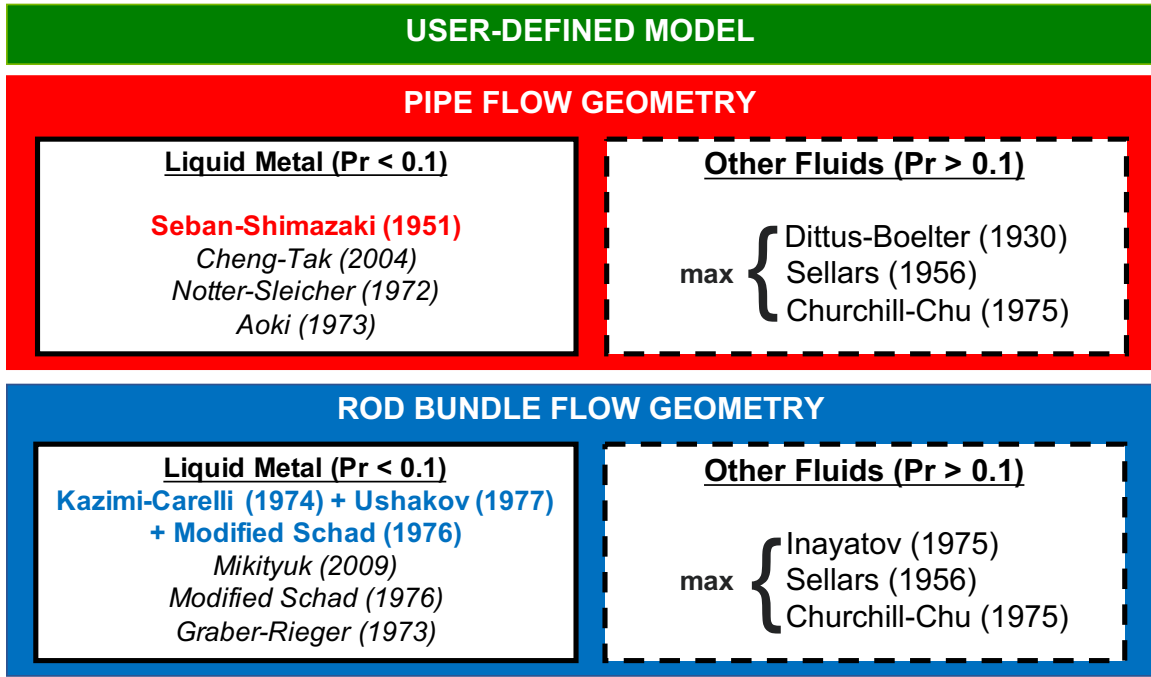 USER-DEFINED MODEL
PIPE FLOW GEOMETRY
Liquid Metal (Pr < 0.1)
Seban-Shimazaki (1951)
Cheng-Tak (2004)
Notter-Sleicher (1972)
Aoki (1973)
Other Fluids (Pr > 0.1)
max {
Dittus-Boelter (1930)
Sellars (1956)
Churchill-Chu (1975)
ROD BUNDLE FLOW GEOMETRY
Liquid Metal (Pr < 0.1)
Kazimi-Carelli (1974) + Ushakov (1977)
+ Modified Schad (1976)
Mikityuk (2009)
Modified Schad (1976)
Graber-Rieger (1973)
Other Fluids (Pr > 0.1)
max {
Inayatov (1975)
Sellars (1956)
Churchill-Chu (1975)